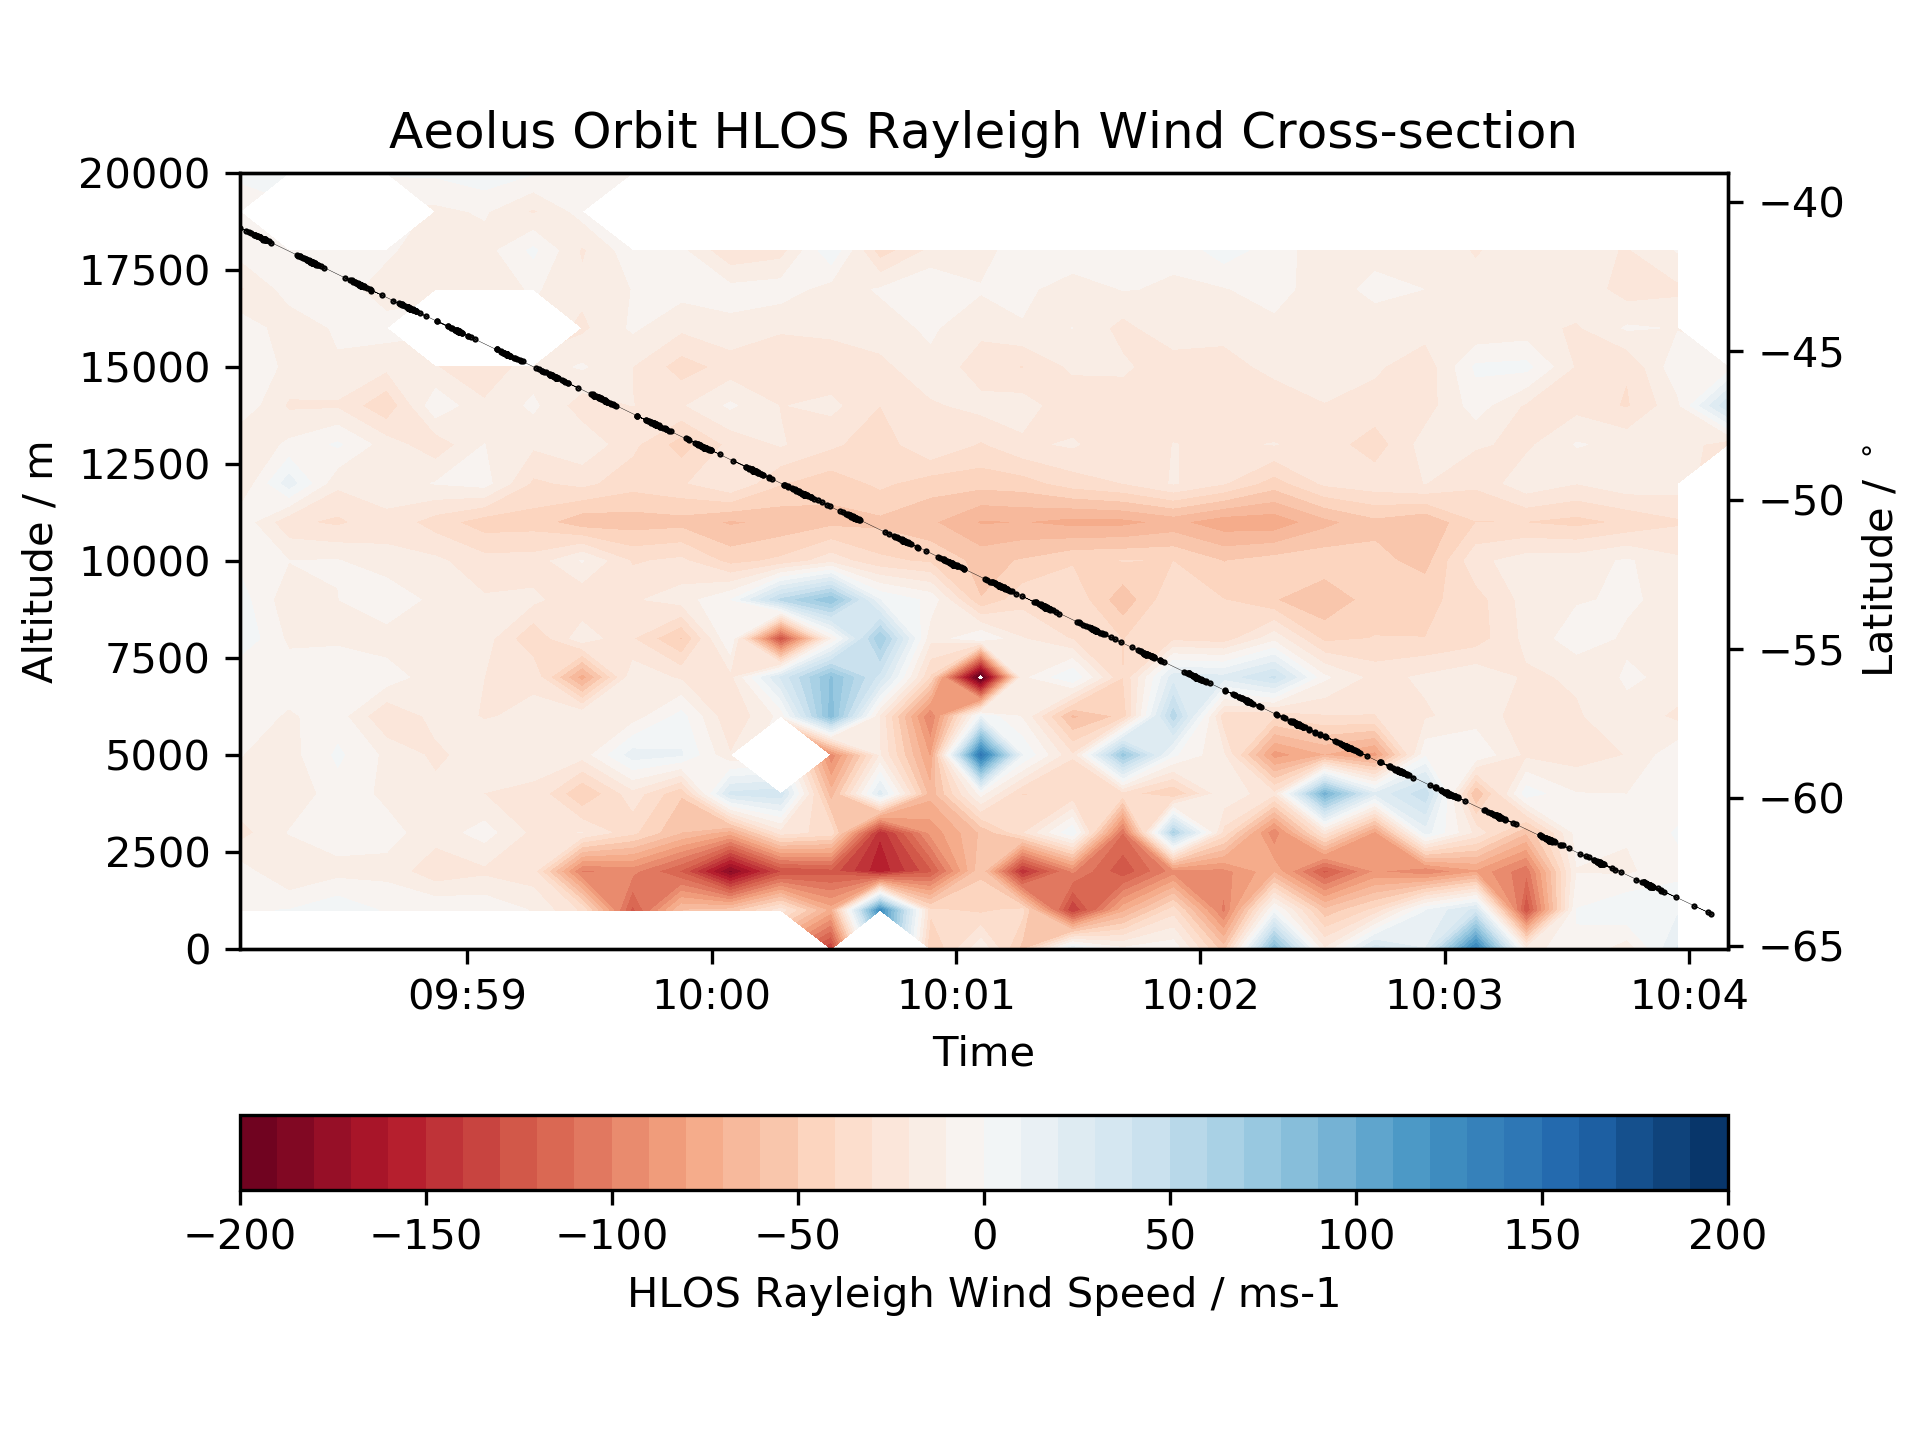 Aeolus Orbit HLOS Rayleigh Wind Cross-section
20000
17500
15000
12500
10000
7500
5000
2500
0
Altitude / m
−40
−45
−50
−55
−60
−65
Latitude / °
09:59 10:00 10:01 10:02 10:03 10:04
Time
−200 −150 −100 −50 0 50 100 150 200
HLOS Rayleigh Wind Speed / ms-1